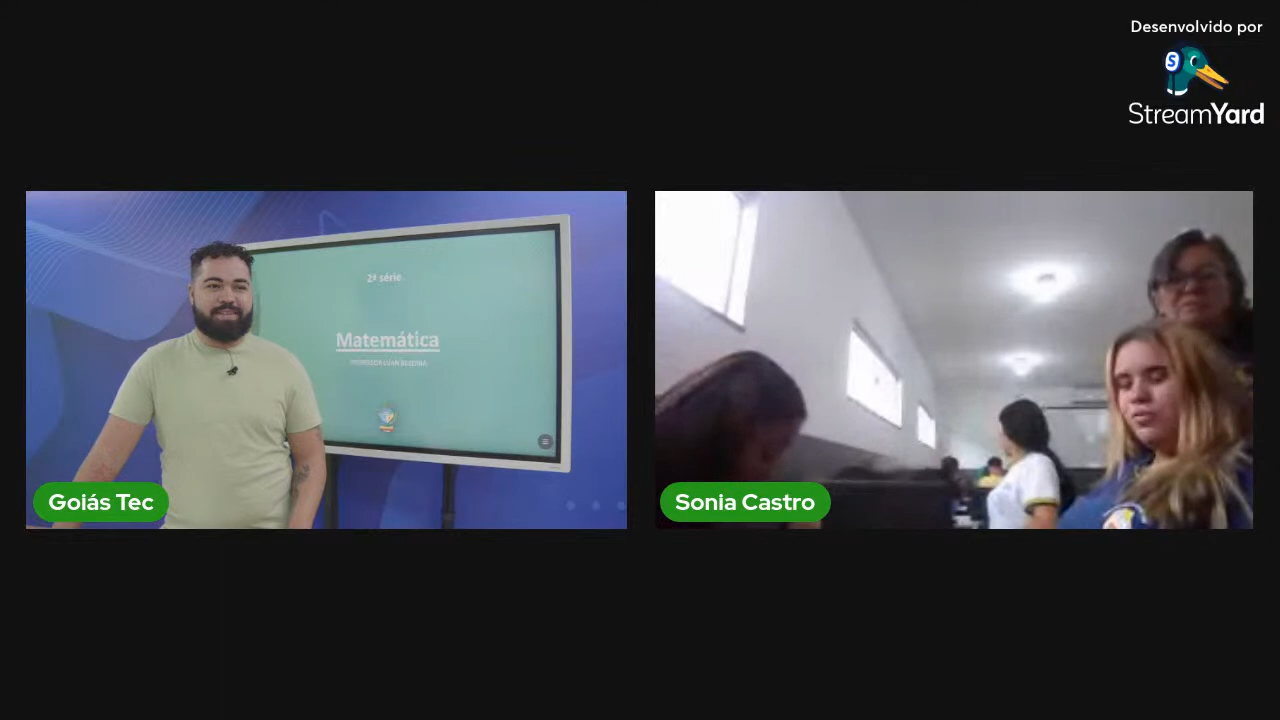 Desenvolvido por
StreamYard
2ª série
Matemática
Goiás Tec
Sonia Castro